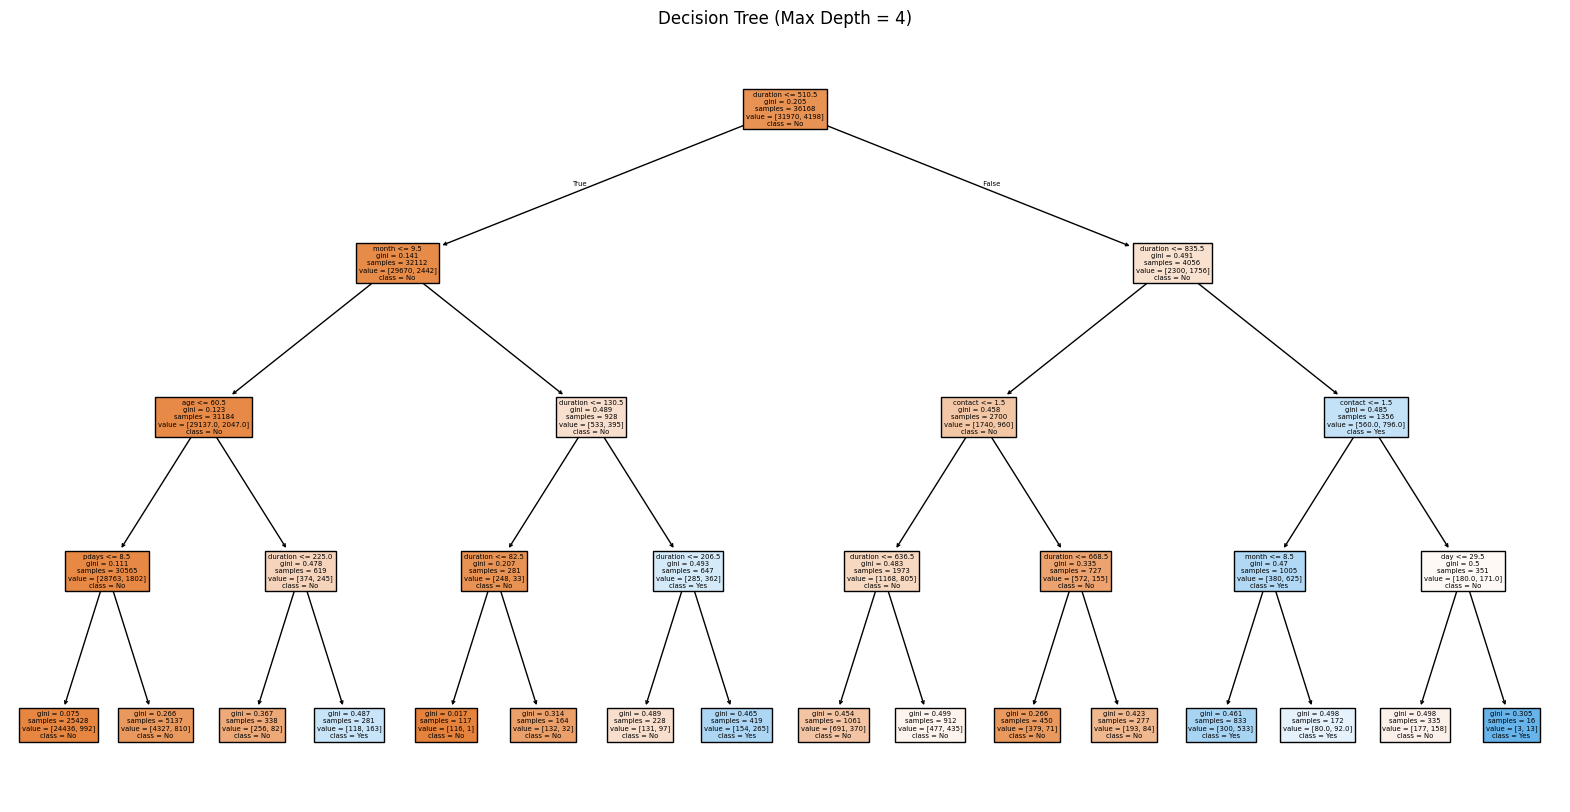 Decision Tree (Max Depth = 4)
duration <= 510.5
gini = 0.205
samples = 36168
value = [31970, 4198]
class = No
True
False
month <= 9.5
gini = 0.141
samples = 32112
value = [29670, 2442]
class = No
duration <= 835.5
gini = 0.491
samples = 4056
value = [2300, 1756]
class = No
age <= 60.5
gini = 0.123
samples = 31184
value = [29137.0, 2047.0]
class = No
duration <= 130.5
gini = 0.489
samples = 928
value = [533, 395]
class = No
contact <= 1.5
gini = 0.458
samples = 2700
value = [1740, 960]
class = No
contact <= 1.5
gini = 0.485
samples = 1356
value = [560.0, 796.0]
class = Yes
pdays <= 8.5
gini = 0.111
samples = 30565
value = [28763, 1802]
class = No
duration <= 225.0
gini = 0.478
samples = 619
value = [374, 245]
class = No
duration <= 82.5
gini = 0.207
samples = 281
value = [248, 33]
class = No
duration <= 206.5
gini = 0.493
samples = 647
value = [285, 362]
class = Yes
duration <= 636.5
gini = 0.483
samples = 1973
value = [1168, 805]
class = No
duration <= 668.5
gini = 0.335
samples = 727
value = [572, 155]
class = No
month <= 8.5
gini = 0.47
samples = 1005
value = [380, 625]
class = Yes
day <= 29.5
gini = 0.5
samples = 351
value = [180.0, 171.0]
class = No
gini = 0.075
samples = 25428
value = [24436, 992]
class = No
gini = 0.266
samples = 5137
value = [4327, 810]
class = No
gini = 0.367
samples = 338
value = [256, 82]
class = No
gini = 0.487
samples = 281
value = [118, 163]
class = Yes
gini = 0.017
samples = 117
value = [116, 1]
class = No
gini = 0.314
samples = 164
value = [132, 32]
class = No
gini = 0.489
samples = 228
value = [131, 97]
class = No
gini = 0.465
samples = 419
value = [154, 265]
class = Yes
gini = 0.454
samples = 1061
value = [691, 370]
class = No
gini = 0.499
samples = 912
value = [477, 435]
class = No
gini = 0.266
samples = 450
value = [379, 71]
class = No
gini = 0.423
samples = 277
value = [193, 84]
class = No
gini = 0.461
samples = 833
value = [300, 533]
class = Yes
gini = 0.498
samples = 172
value = [80.0, 92.0]
class = Yes
gini = 0.498
samples = 335
value = [177, 158]
class = No
gini = 0.305
samples = 16
value = [3, 13]
class = Yes